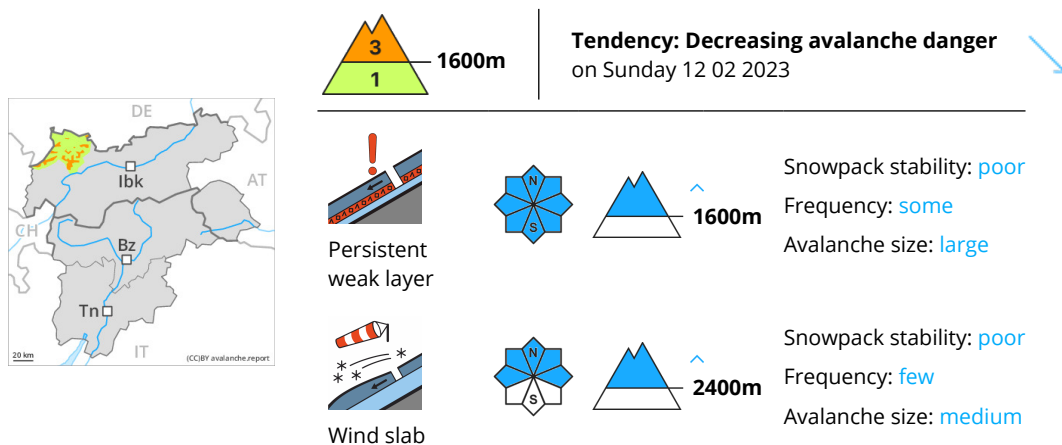 3
1
1600m
Tendency: Decreasing avalanche danger
on Sunday 12 02 2023
DE
AT
Ibk
CH
Bz
Tn
IT
20 km
(CC)BY avalanche.report
Persistent
weak layer
N
S
1600m
Snowpack stability: poor
Frequency: some
Avalanche size: large
Wind slab
N
S
2400m
Snowpack stability: poor
Frequency: few
Avalanche size: medium